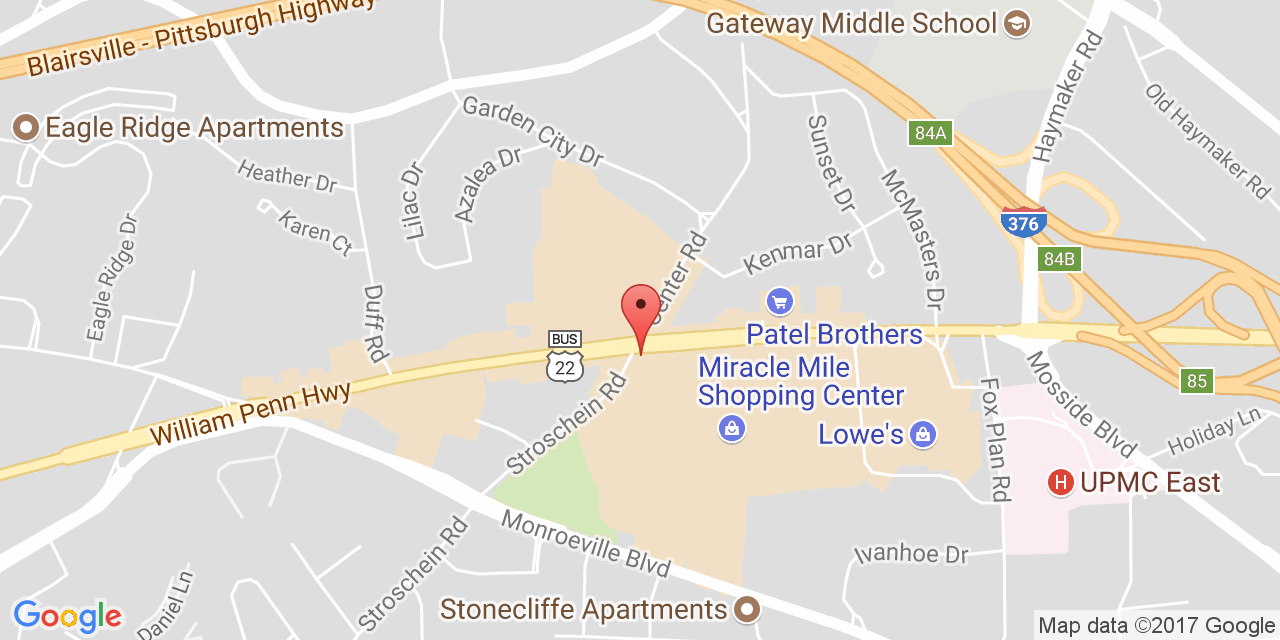 Blairsville - Pittsburgh Highway
Gateway Middle School
Haymaker Rd
Old Haymaker Rd
Eagle Ridge Apartments
Garden City Dr
84A
Heather Dr
Lilac Dr
Azalea Dr
Sunset Dr
McMasters Dr
Karen Ct
376
Eagle Ridge Dr
Center Rd
Kenmar Dr
84B
Duff Rd
BUS
22
Patel Brothers
Miracle Mile
Shopping Center
85
William Penn Hwy
Stroschein Rd
Lowe's
Fox Plan Rd
Mosside Blvd
Holiday Ln
H
UPMC East
Monroeville Blvd
Ivanhoe Dr
Stroschein Rd
Daniel Ln
Stonecliffe Apartments
Google
Map data ©2017 Google